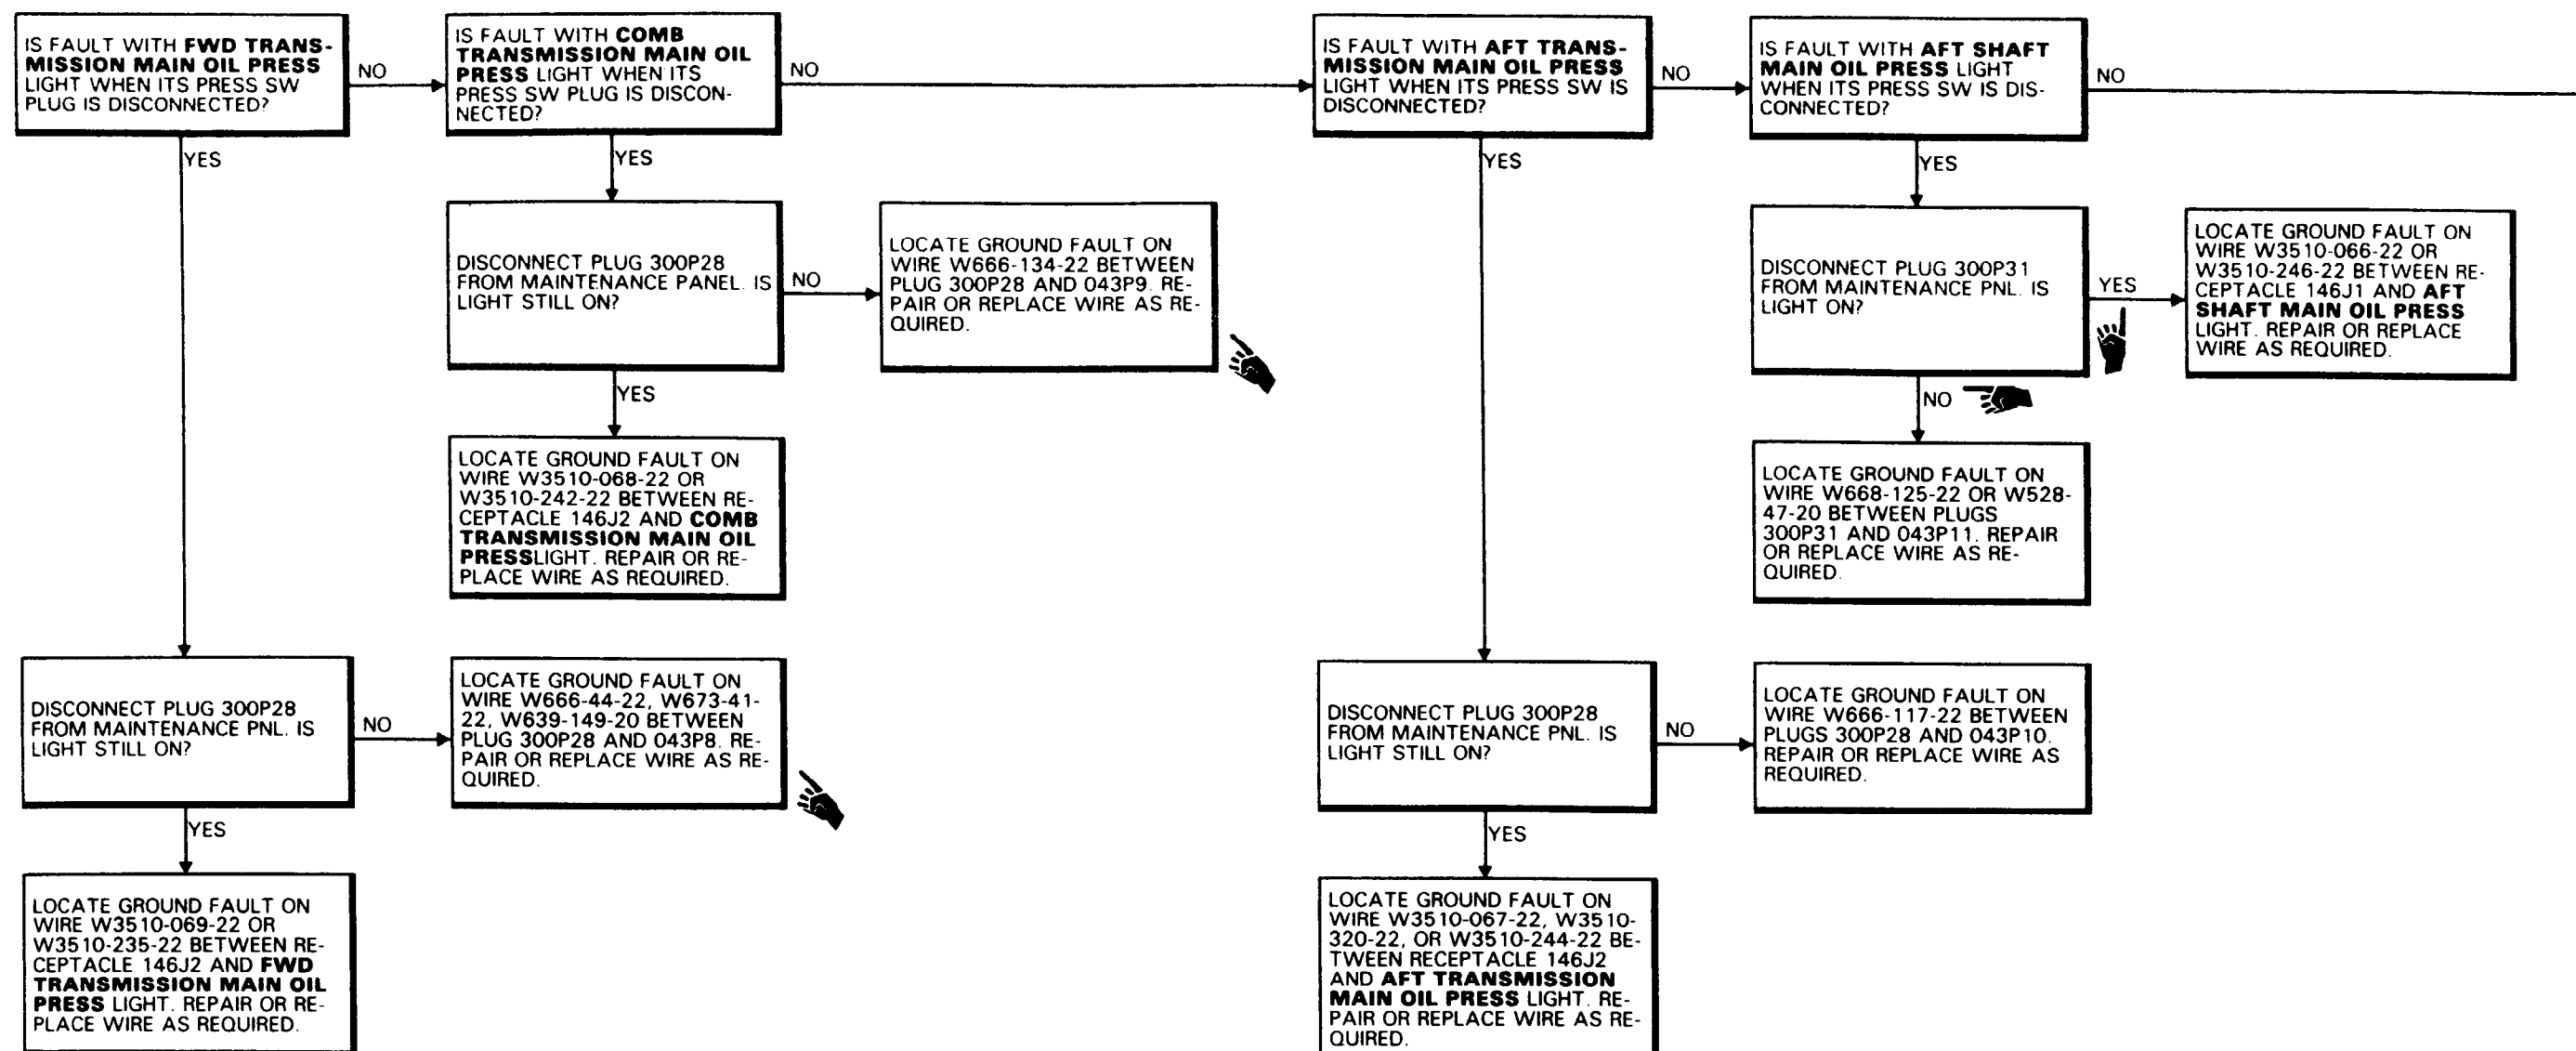 IS FAULT WITH FWD TRANS-
MISSION MAIN OIL PRESS
LIGHT WHEN ITS PRESS SW
PLUG IS DISCONNECTED?
NO
YES
IS FAULT WITH COMB
TRANSMISSION MAIN OIL
PRESS LIGHT WHEN ITS
PRESS SW PLUG IS DISCON-
NECTED?
NO
YES
IS FAULT WITH AFT TRANS-
MISSION MAIN OIL PRESS
LIGHT WHEN ITS PRESS SW IS
DISCONNECTED?
NO
YES
IS FAULT WITH AFT SHAFT
MAIN OIL PRESS LIGHT
WHEN ITS PRESS SW IS DIS-
CONNECTED?
NO
YES
DISCONNECT PLUG 300P28
FROM MAINTENANCE PANEL. IS
LIGHT STILL ON?
NO
YES
LOCATE GROUND FAULT ON
WIRE W666-134-22 BETWEEN
PLUG 300P28 AND 043P9. RE-
PAIR OR REPLACE WIRE AS RE-
QUIRED.
DISCONNECT PLUG 300P31
FROM MAINTENANCE PNL. IS
LIGHT ON?
YES
NO
LOCATE GROUND FAULT ON
WIRE W3510-066-22 OR
W3510-246-22 BETWEEN RE-
CEPTACLE 146J1 AND AFT
SHAFT MAIN OIL PRESS
LIGHT. REPAIR OR REPLACE
WIRE AS REQUIRED.
LOCATE GROUND FAULT ON
WIRE W3510-068-22 OR
W3510-242-22 BETWEEN RE-
CEPTACLE 146J2 AND COMB
TRANSMISSION MAIN OIL
PRESSLIGHT. REPAIR OR RE-
PLACE WIRE AS REQUIRED.
LOCATE GROUND FAULT ON
WIRE W668-125-22 OR W528-
47-20 BETWEEN PLUGS
300P31 AND 043P11. REPAIR
OR REPLACE WIRE AS RE-
QUIRED.
DISCONNECT PLUG 300P28
FROM MAINTENANCE PNL. IS
LIGHT STILL ON?
NO
YES
LOCATE GROUND FAULT ON
WIRE W666-44-22, W673-41-
22, W639-149-20 BETWEEN
PLUG 300P28 AND 043P8. RE-
PAIR OR REPLACE WIRE AS RE-
QUIRED.
DISCONNECT PLUG 300P28
FROM MAINTENANCE PNL. IS
LIGHT STILL ON?
NO
YES
LOCATE GROUND FAULT ON
WIRE W666-117-22 BETWEEN
PLUGS 300P28 AND 043P10.
REPAIR OR REPLACE WIRE AS
REQUIRED.
LOCATE GROUND FAULT ON
WIRE W3510-069-22 OR
W3510-235-22 BETWEEN RE-
CEPTACLE 146J2 AND FWD
TRANSMISSION MAIN OIL
PRESS LIGHT. REPAIR OR RE-
PLACE WIRE AS REQUIRED.
LOCATE GROUND FAULT ON
WIRE W3510-067-22, W3510-
320-22, OR W3510-244-22 BE-
TWEEN RECEPTACLE 146J2
AND AFT TRANSMISSION
MAIN OIL PRESS LIGHT. RE-
PAIR OR REPLACE WIRE AS RE-
QUIRED.